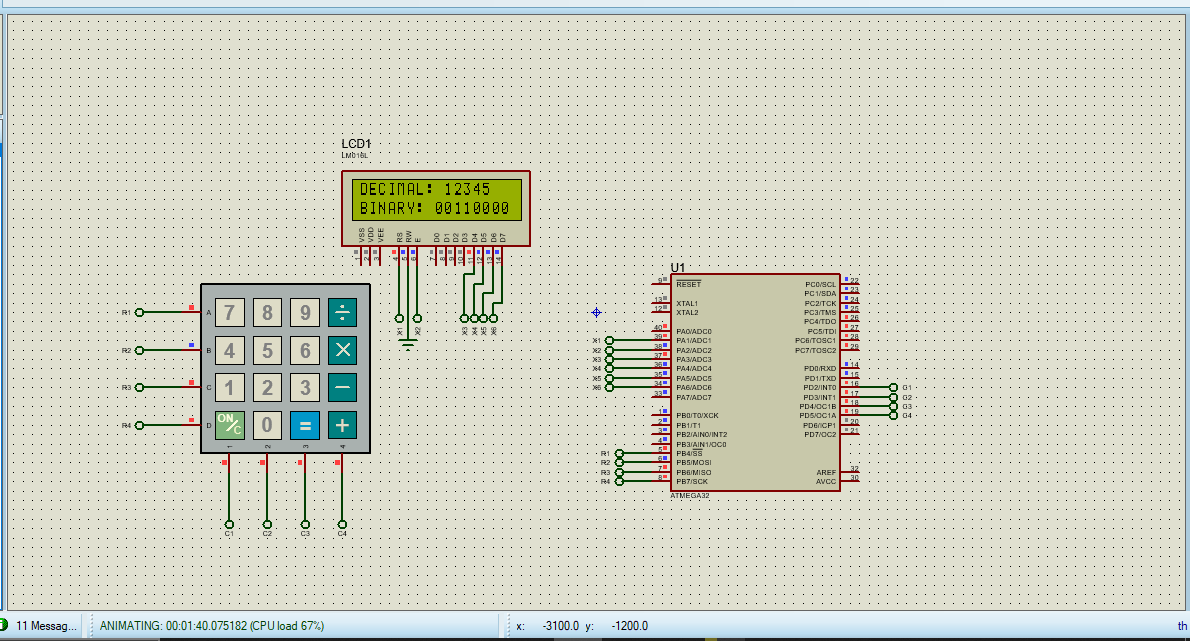 LCD1
LM016L
DECIMAL: 12345
BINARY: 00110000
VSS VDD VEE RS RW E D0 D1 D2 D3 D4 D5 D6 D7
1 2 3 4 5 6 7 8 9 10 11 12 13 14
X1 X2 X3 X4 X5 X6
R1 A 7 8 9 ÷
R2 B 4 5 6 ×
R3 C 1 2 3 −
R4 D ON/C 0 = +
1 2 3 4
C1 C2 C3 C4
U1
9 RESET PC0/SCL 22
PC1/SDA 23
13 XTAL1 PC2/TCK 24
12 XTAL2 PC3/TMS 25
PC4/TDO 26
40 PA0/ADC0 PC5/TDI 27
X1 39 PA1/ADC1 PC6/TOSC1 28
X2 38 PA2/ADC2 PC7/TOSC2 29
X3 37 PA3/ADC3
X4 36 PA4/ADC4 PD0/RXD 14
X5 35 PA5/ADC5 PD1/TXD 15
X6 34 PA6/ADC6 PD2/INT0 16
33 PA7/ADC7 PD3/INT1 17
PD4/OC1B 18
1 PB0/T0/XCK PD5/OC1A 19
2 PB1/T1 PD6/ICP1 20
3 PB2/AIN0/INT2 PD7/OC2 21
4 PB3/AIN1/OC0
R1 5 PB4/SS
R2 6 PB5/MOSI
R3 7 PB6/MISO AREF 32
R4 8 PB7/SCK AVCC 30
ATMEGA32
11 Messag...
ANIMATING: 00:01:40.075182 (CPU load 67%)
x: -3100.0 y: -1200.0
th